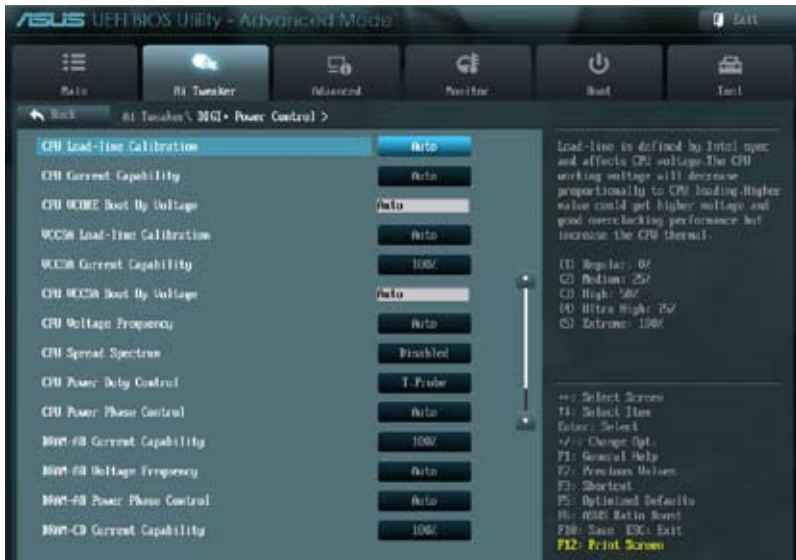 ASUS UEFI BIOS Utility - Advanced Mode
Exit
Main
Ai Tweaker
Advanced
Monitor
Boot
Tool
Back
Ai Tweaker\ DIGI+ Power Control >
CPU Load-line Calibration
Auto
CPU Current Capability
Auto
CPU VCORE Boot Up Voltage
Auto
VCCSA Load-line Calibration
Auto
VCCSA Current Capability
100%
CPU VCCSA Boot Up Voltage
Auto
CPU Voltage Frequency
Auto
CPU Spread Spectrum
Disabled
CPU Power Duty Control
T.Probe
CPU Power Phase Control
Auto
DRAM-AB Current Capability
100%
DRAM-AB Voltage Frequency
Auto
DRAM-AB Power Phase Control
Auto
DRAM-CD Current Capability
100%
Load-line is defined by Intel spec
and affects CPU voltage.The CPU
working voltage will decrease
proportionally to CPU loading.Higher
value could get higher voltage and
good overclocking performance but
increase the CPU thermal.
(1) Regular: 0%
(2) Medium: 25%
(3) High: 50%
(4) Ultra High: 75%
(5) Extreme: 100%
: Select Screen
: Select Item
Enter: Select
+/-: Change Opt.
F1: General Help
F2: Previous Values
F3: Shortcut
F5: Optimized Defaults
F6: ASUS Ratio Boost
F10: Save ESC: Exit
F12: Print Screen